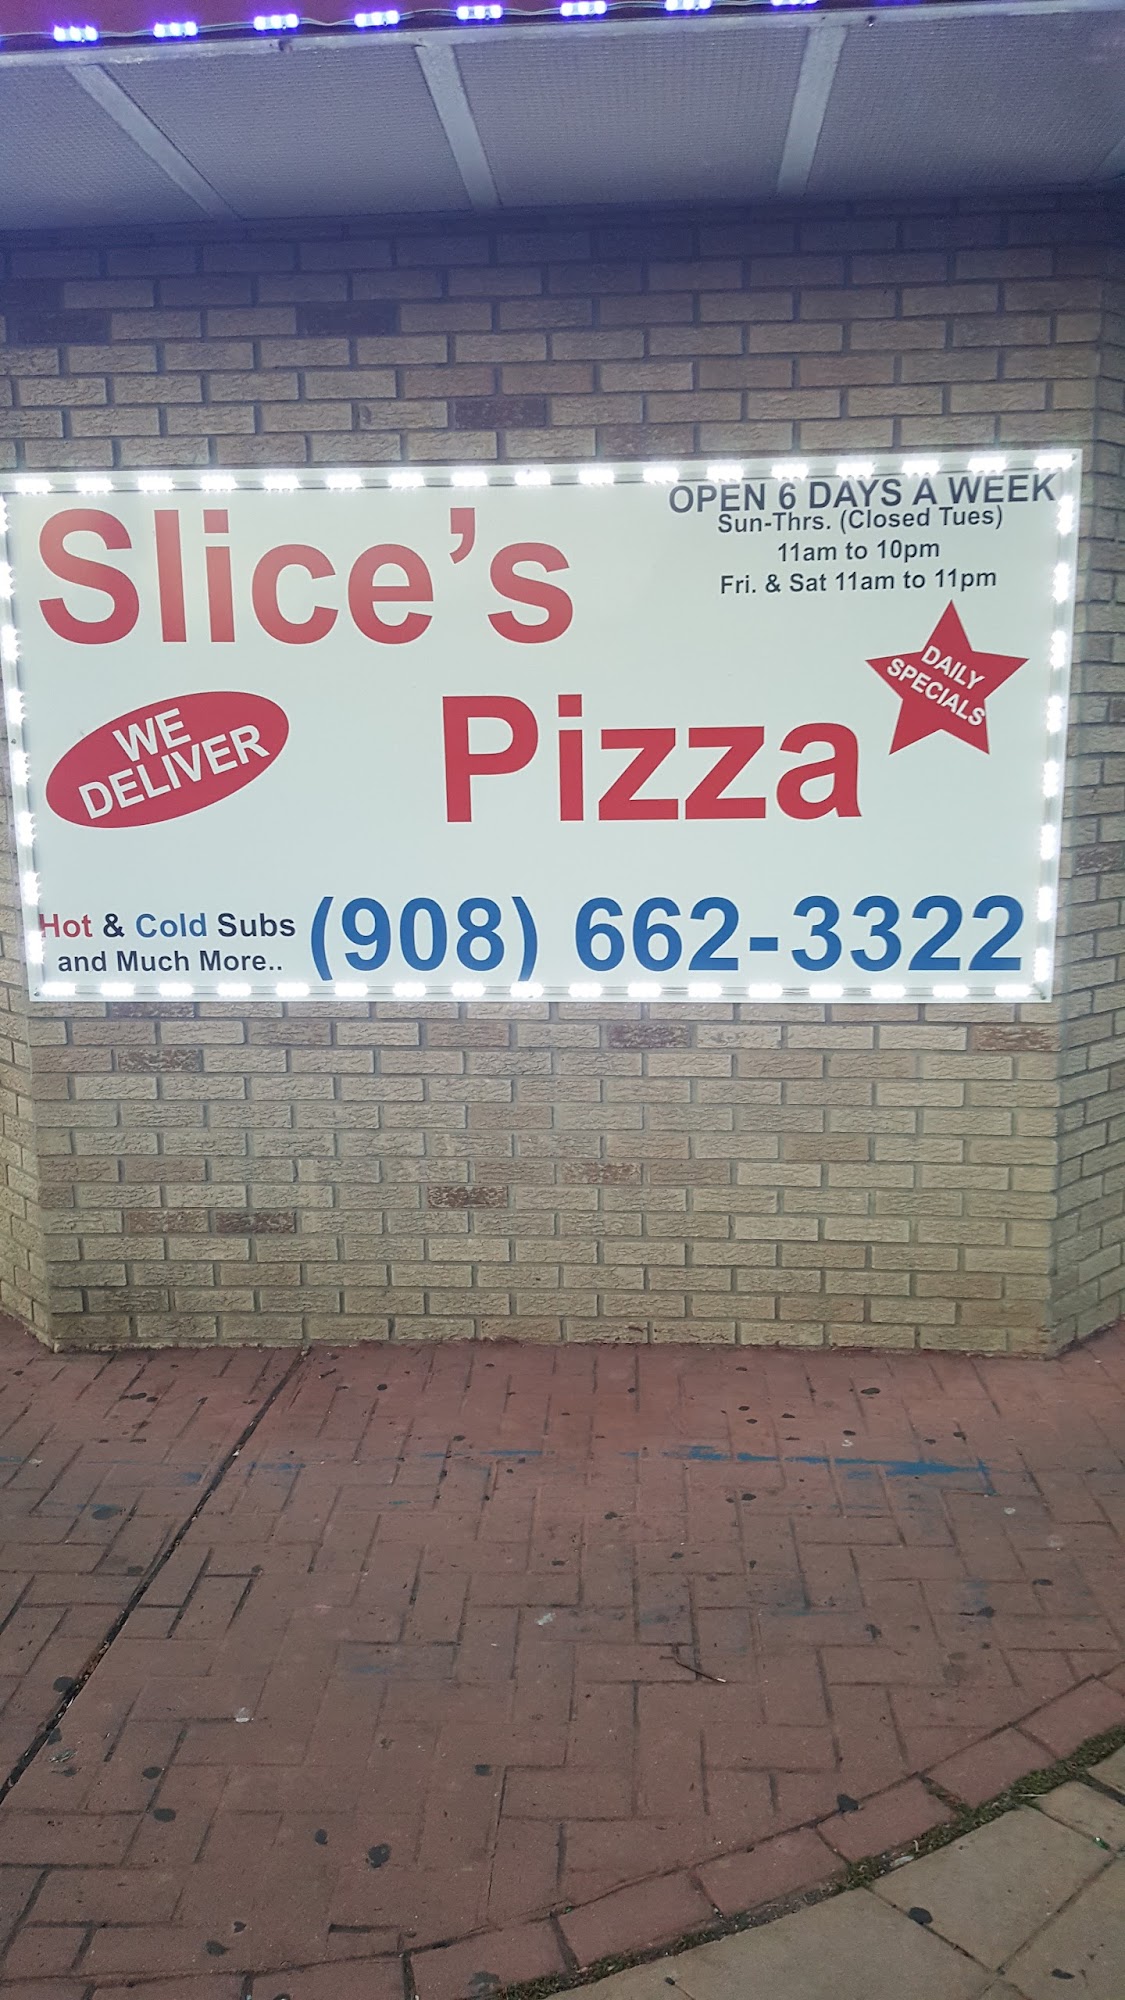 Slice's
Pizza
OPEN 6 DAYS A WEEK
Sun-Thrs. (Closed Tues)
11am to 10pm
Fri. & Sat 11am to 11pm
DAILY
SPECIALS
WE
DELIVER
Hot & Cold Subs
and Much More..
(908) 662-3322